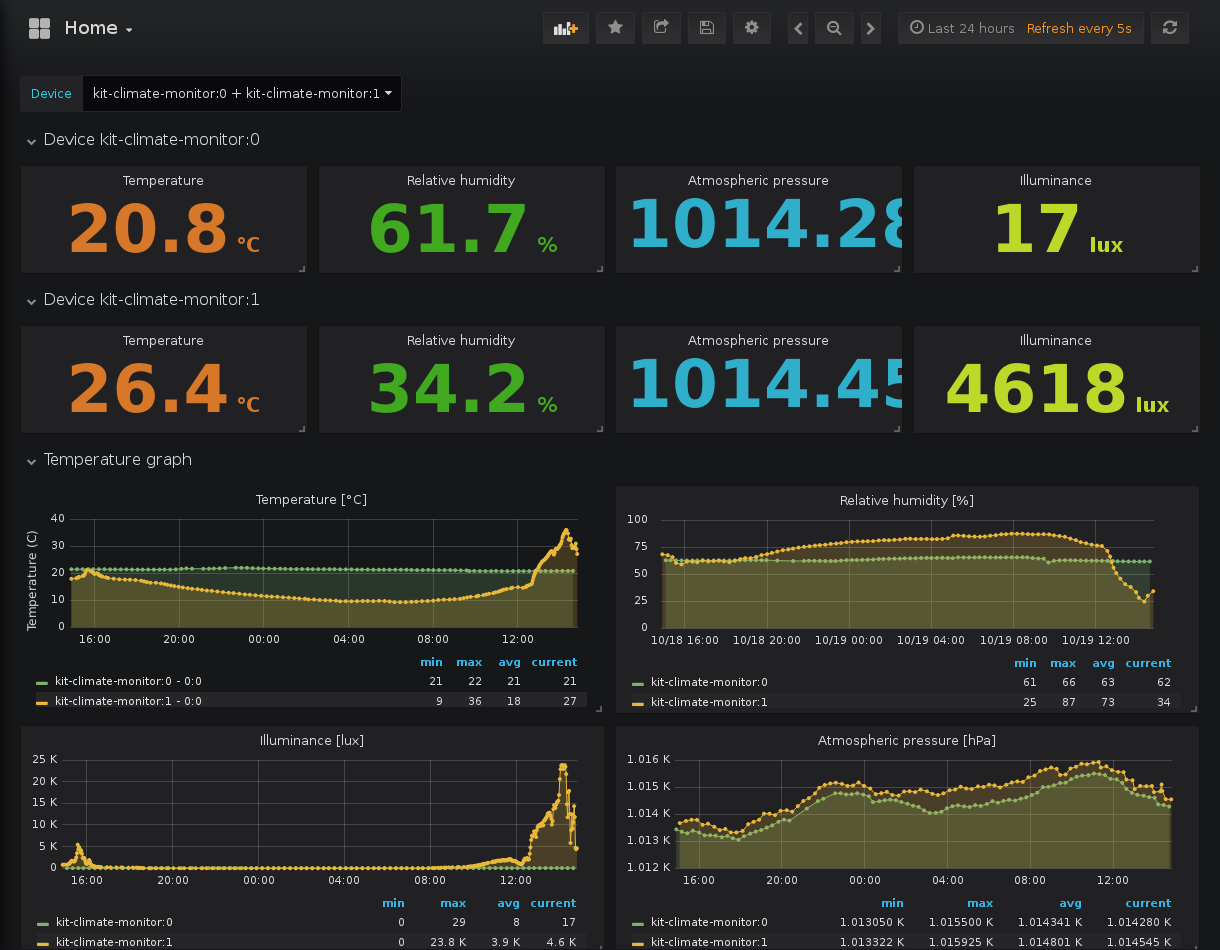 Home
Last 24 hours Refresh every 5s
Device kit-climate-monitor:0 + kit-climate-monitor:1
Device kit-climate-monitor:0
Temperature Relative humidity Atmospheric pressure Illuminance
20.8 °C 61.7 % 1014.28 17 lux
Device kit-climate-monitor:1
Temperature Relative humidity Atmospheric pressure Illuminance
26.4 °C 34.2 % 1014.45 4618 lux
Temperature graph
Temperature [°C]
Temperature (C)
40
30
20
10
0
16:00 20:00 00:00 04:00 08:00 12:00
min max avg current
kit-climate-monitor:0 - 0:0 21 22 21 21
kit-climate-monitor:1 - 0:0 9 36 18 27
Relative humidity [%]
100
75
50
25
0
10/18 16:00 10/18 20:00 10/19 00:00 10/19 04:00 10/19 08:00 10/19 12:00
min max avg current
kit-climate-monitor:0 61 66 63 62
kit-climate-monitor:1 25 87 73 34
Illuminance [lux]
25 K
20 K
15 K
10 K
5 K
0
16:00 20:00 00:00 04:00 08:00 12:00
min max avg current
kit-climate-monitor:0 0 29 8 17
kit-climate-monitor:1 0 23.8 K 3.9 K 4.6 K
Atmospheric pressure [hPa]
1.016 K
1.015 K
1.014 K
1.013 K
1.012 K
16:00 20:00 00:00 04:00 08:00 12:00
min max avg current
kit-climate-monitor:0 1.013050 K 1.015500 K 1.014341 K 1.014280 K
kit-climate-monitor:1 1.013322 K 1.015925 K 1.014801 K 1.014545 K